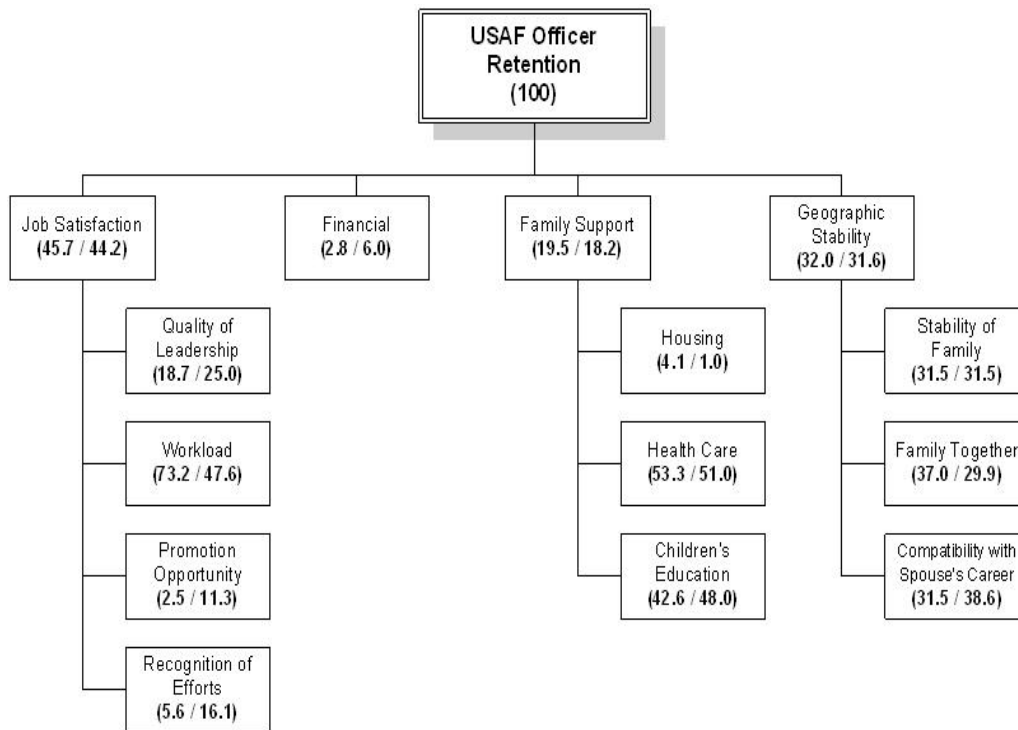 USAF Officer
Retention
(100)
Job Satisfaction
(45.7 / 44.2)
Financial
(2.8 / 6.0)
Family Support
(19.5 / 18.2)
Geographic
Stability
(32.0 / 31.6)
Quality of
Leadership
(18.7 / 25.0)
Workload
(73.2 / 47.6)
Promotion
Opportunity
(2.5 / 11.3)
Recognition of
Efforts
(5.6 / 16.1)
Housing
(4.1 / 1.0)
Health Care
(53.3 / 51.0)
Children's
Education
(42.6 / 48.0)
Stability of
Family
(31.5 / 31.5)
Family Together
(37.0 / 29.9)
Compatibility with
Spouse's Career
(31.5 / 38.6)